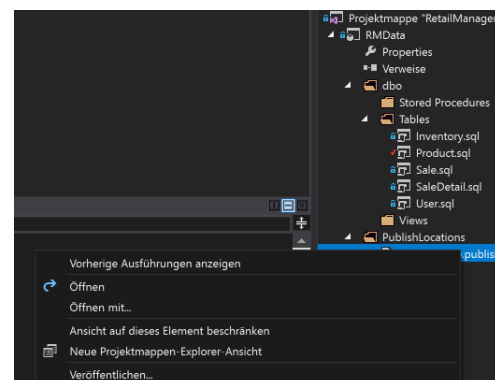 Projektmappe "RetailManager
RMData
Properties
Verweise
dbo
Stored Procedures
Tables
Inventory.sql
Product.sql
Sale.sql
SaleDetail.sql
User.sql
Views
PublishLocations
.publis
Vorherige Ausführungen anzeigen
Öffnen
Öffnen mit...
Ansicht auf dieses Element beschränken
Neue Projektmappen-Explorer-Ansicht
Veröffentlichen...